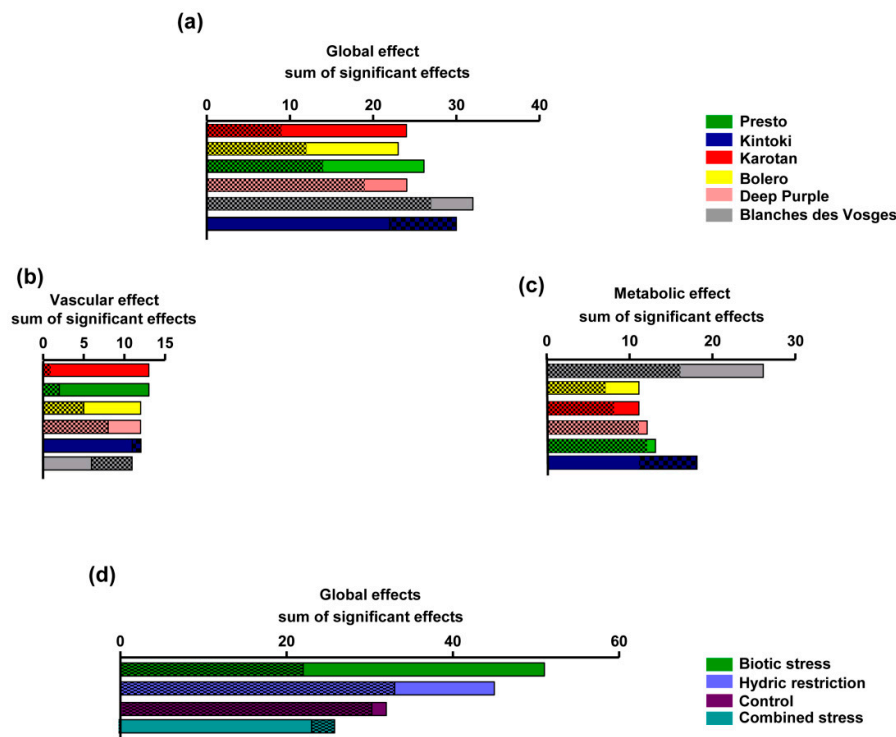 (a)
Global effect
sum of significant effects
0 10 20 30 40
Presto
Kintoki
Karotan
Bolero
Deep Purple
Blanches des Vosges
(b)
Vascular effect
sum of significant effects
0 5 10 15
(c)
Metabolic effect
sum of significant effects
0 10 20 30
(d)
Global effects
sum of significant effects
0 20 40 60
Biotic stress
Hydric restriction
Control
Combined stress